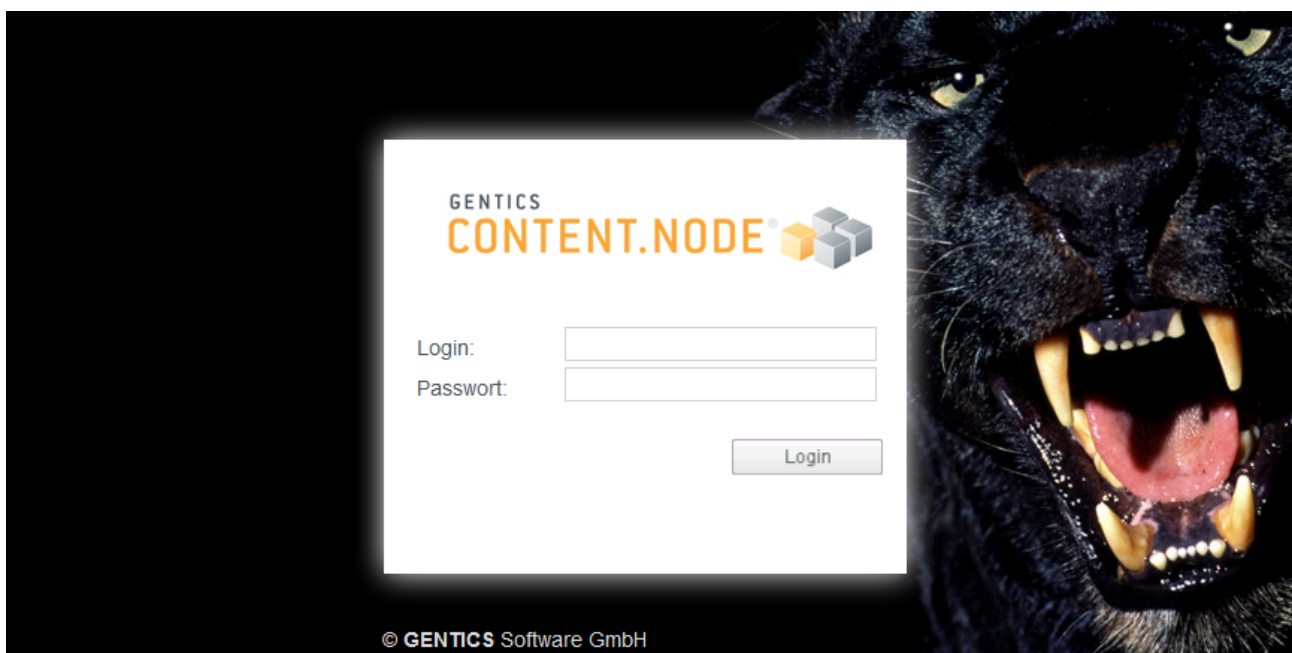 GENTICS
CONTENT.NODE®
Login:
Passwort:
Login
© GENTICS Software GmbH